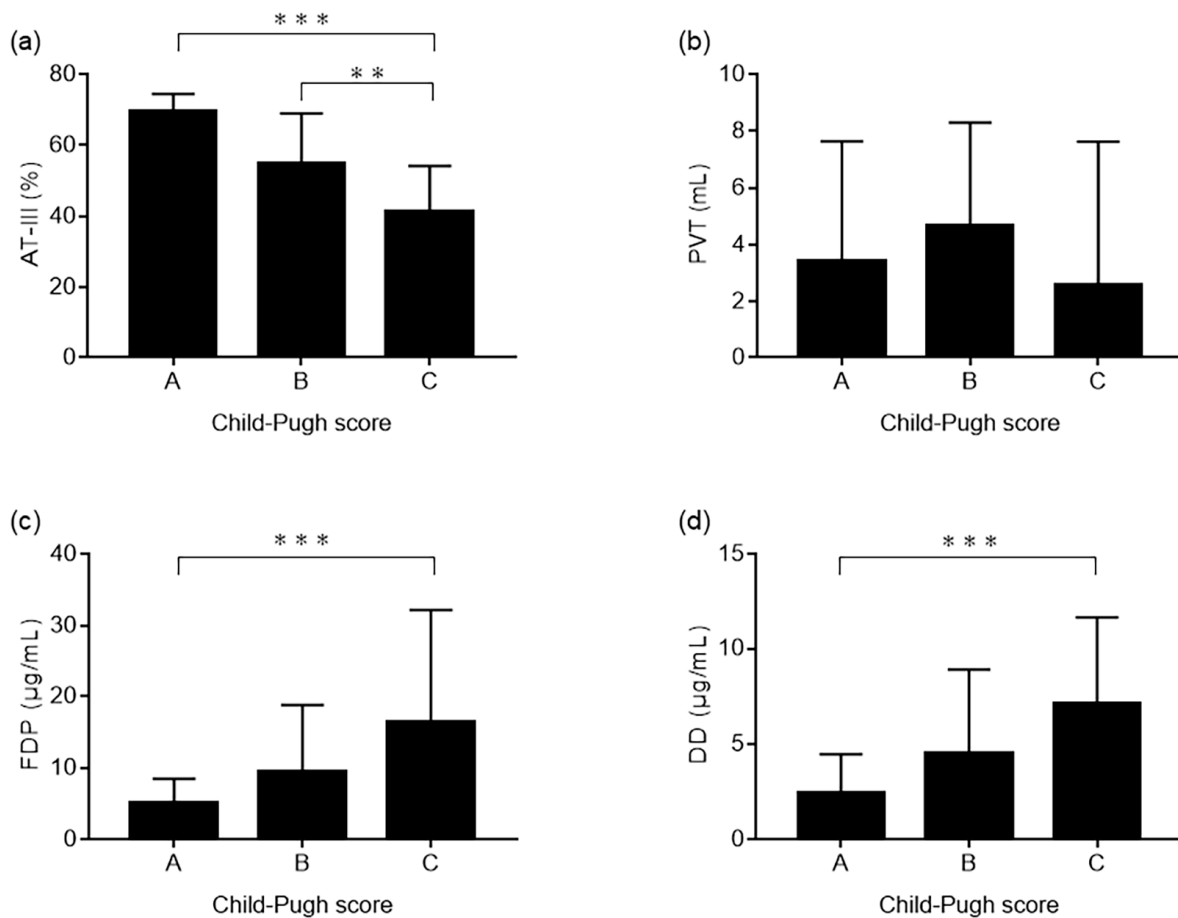 (a)
***
**
AT-III (%)
80
60
40
20
0
A B C
Child-Pugh score
(b)
PVT (mL)
10
8
6
4
2
0
A B C
Child-Pugh score
(c)
***
FDP (μg/mL)
40
30
20
10
0
A B C
Child-Pugh score
(d)
***
DD (μg/mL)
15
10
5
0
A B C
Child-Pugh score